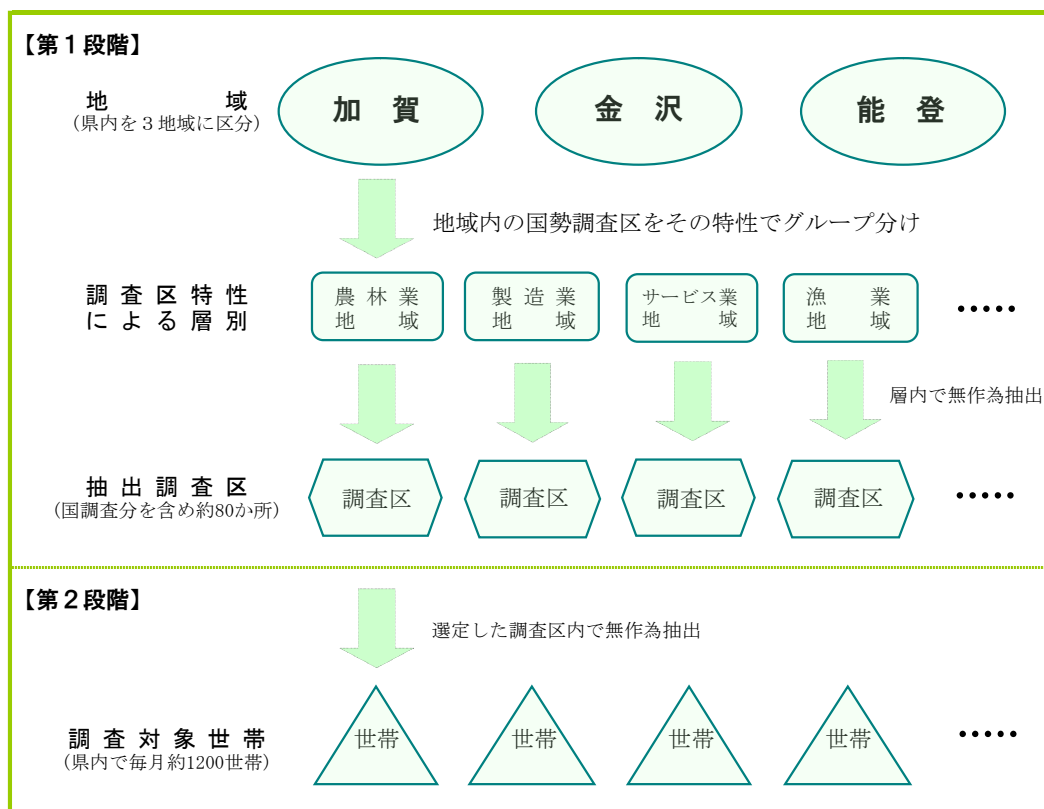 【第１段階】
地域
(県内を３地域に区分)
加賀
金沢
能登
地域内の国勢調査区をその特性でグループ分け
調査区特性
による層別
農林業
地域
製造業
地域
サービス業
地域
漁業
地域
•••••
層内で無作為抽出
抽出調査区
(国調査分を含め約80か所)
調査区
調査区
調査区
調査区
•••••
【第２段階】
選定した調査区内で無作為抽出
調査対象世帯
(県内で毎月約1200世帯)
世帯
世帯
世帯
世帯
•••••